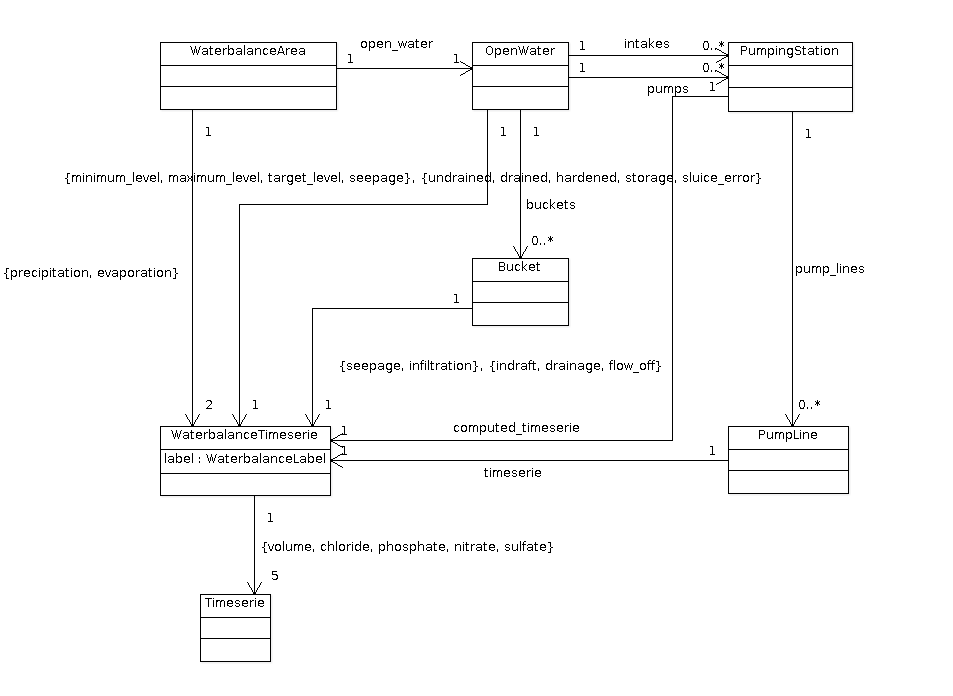 open_water
WaterbalanceArea
1
1
OpenWater
1
intakes
0..*
PumpingStation
1
0..*
pumps
1
1
1
1
1
{minimum_level, maximum_level, target_level, seepage}, {undrained, drained, hardened, storage, sluice_error}
buckets
0..*
{precipitation, evaporation}
Bucket
pump_lines
1
{seepage, infiltration}, {indraft, drainage, flow_off}
2
1
1
0..*
WaterbalanceTimeserie
1
computed_timeserie
PumpLine
label : WaterbalanceLabel
1
1
timeserie
1
{volume, chloride, phosphate, nitrate, sulfate}
5
Timeserie